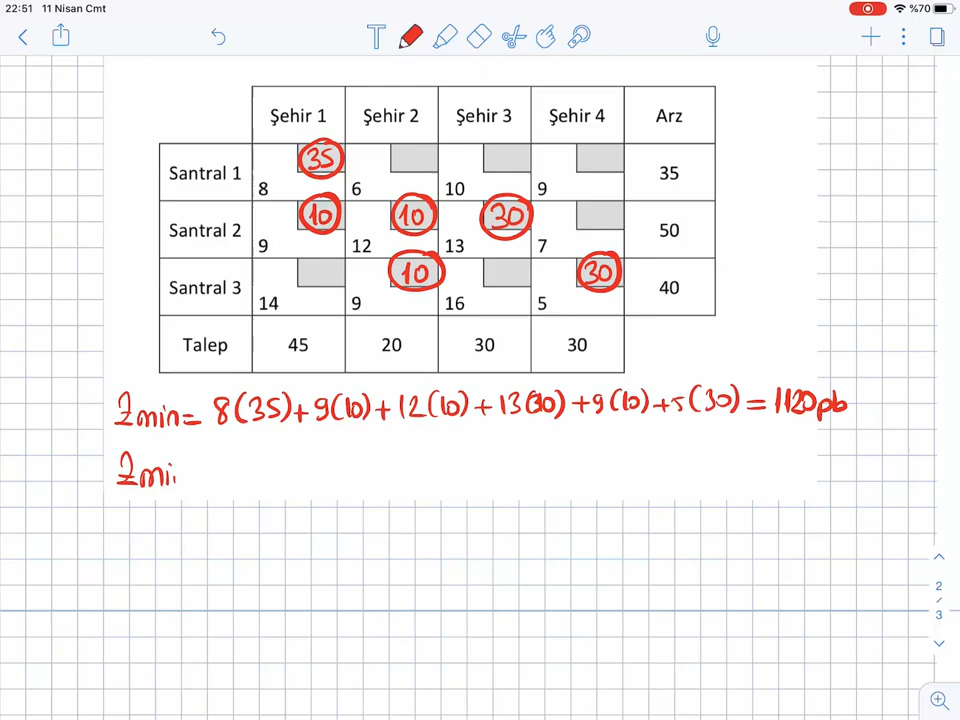 22:51 11 Nisan Cmt %70
Şehir 1 Şehir 2 Şehir 3 Şehir 4 Arz
Santral 1 8 35 6 10 9 35
Santral 2 9 10 12 10 13 30 7 50
Santral 3 14 9 10 16 5 30 40
Talep 45 20 30 30
Zmin= 8(35)+9(10)+12(10)+13(30)+9(10)+5(30)=1120pb
Zmi
2
/
3